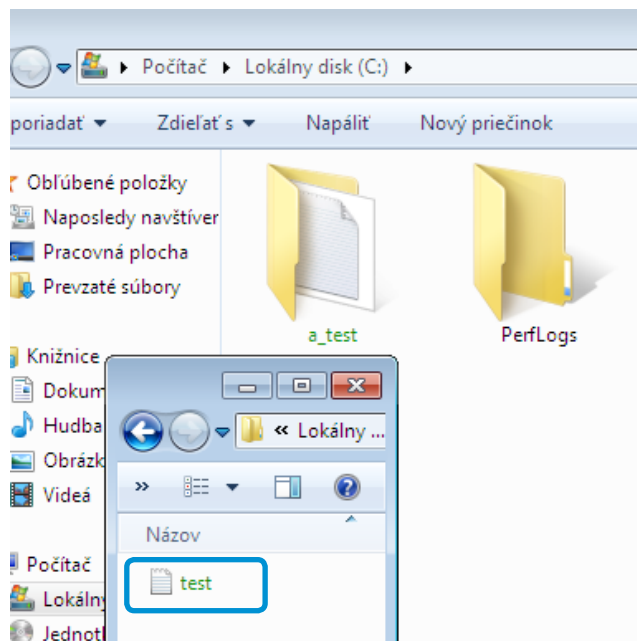 Počítač ▸ Lokálny disk (C:) ▸
poriadať Zdieľať s Napáliť Nový priečinok
Obľúbené položky
Naposledy navštíver
Pracovná plocha
Prevzaté súbory
a_test
PerfLogs
Knižnice
Dokum
Hudba
Obrázk
Videá
Počítač
Lokálny
Jednotl
« Lokálny ...
»
Názov
test